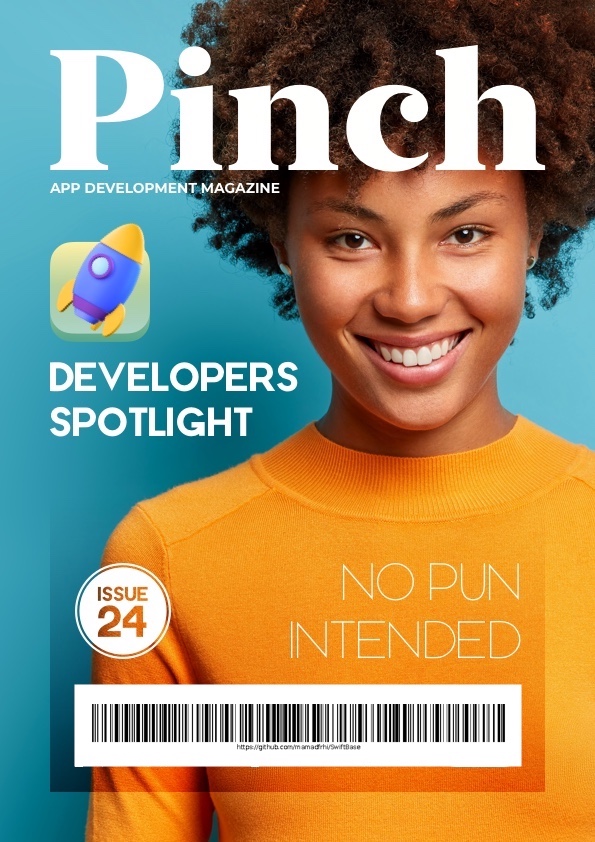 Pinch
APP DEVELOPMENT MAGAZINE
DEVELOPERS
SPOTLIGHT
ISSUE
24
NO PUN
INTENDED
https://github.com/mamadfrhi/SwiftBase